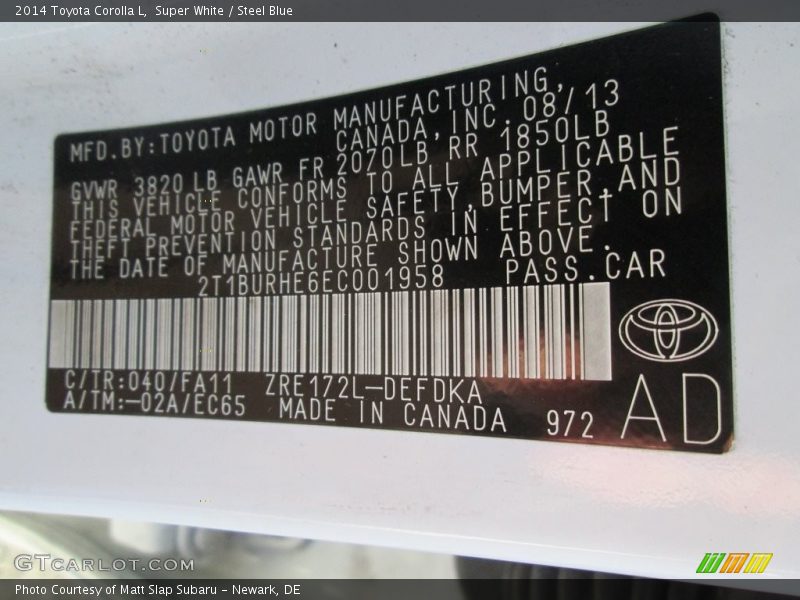 2014 Toyota Corolla L,  Super White / Steel Blue
MFD.BY:TOYOTA MOTOR MANUFACTURING,
CANADA,INC.08/13
GVWR 3820 LB GAWR FR 2070LB RR 1850LB
THIS VEHICLE CONFORMS TO ALL APPLICABLE
FEDERAL MOTOR VEHICLE SAFETY,BUMPER,AND
THEFT PREVENTION STANDARDS IN EFFECT ON
THE DATE OF MANUFACTURE SHOWN ABOVE.
2T1BURHE6EC001958 PASS.CAR
C/TR:040/FA11 ZRE172L-DEFDKA
A/TM:-02A/EC65 MADE IN CANADA 972 AD
GTCARLOT.COM
Photo Courtesy of Matt Slap Subaru - Newark, DE